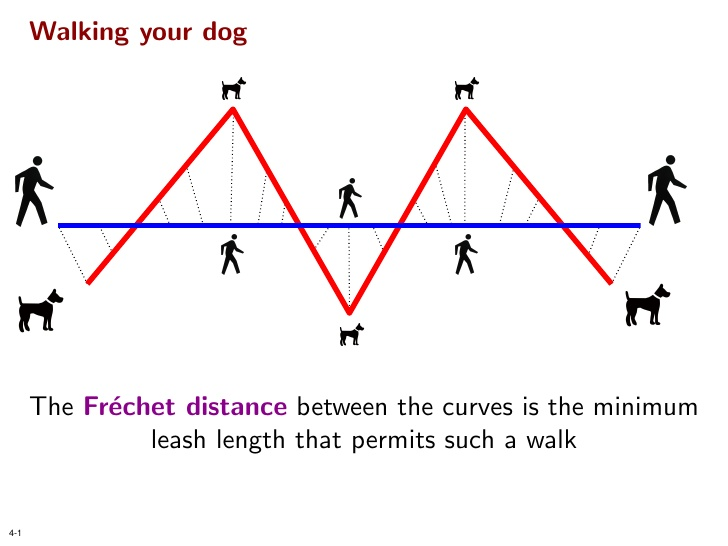 Walking your dog
The Fréchet distance between the curves is the minimum
leash length that permits such a walk
4-1